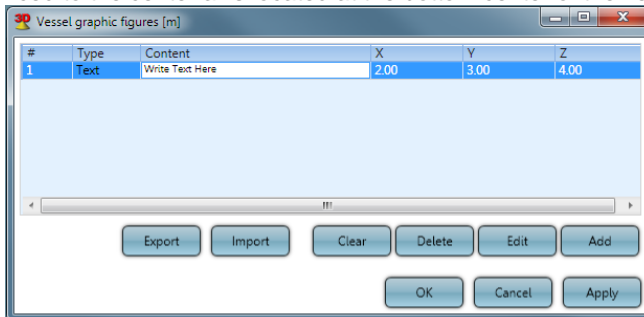 3D Vessel graphic figures [m]
# Type Content X Y Z
1 Text Write Text Here 2.00 3.00 4.00
Export Import Clear Delete Edit Add
OK Cancel Apply